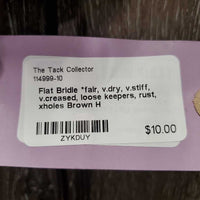 The Tack Collector
114999-10
Flat Bridle *fair, v.dry, v.stiff,
v.creased, loose keepers, rust,
xholes Brown H
ZYKDUY
$10.00